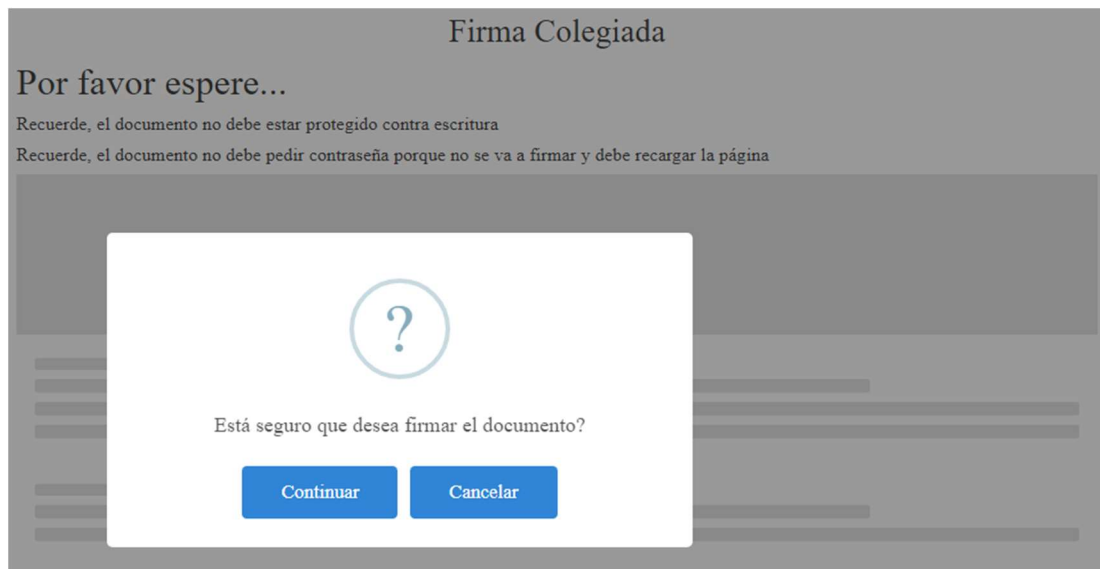 Firma Colegiada
Por favor espere...
Recuerde, el documento no debe estar protegido contra escritura
Recuerde, el documento no debe pedir contraseña porque no se va a firmar y debe recargar la página
?
Está seguro que desea firmar el documento?
Continuar
Cancelar